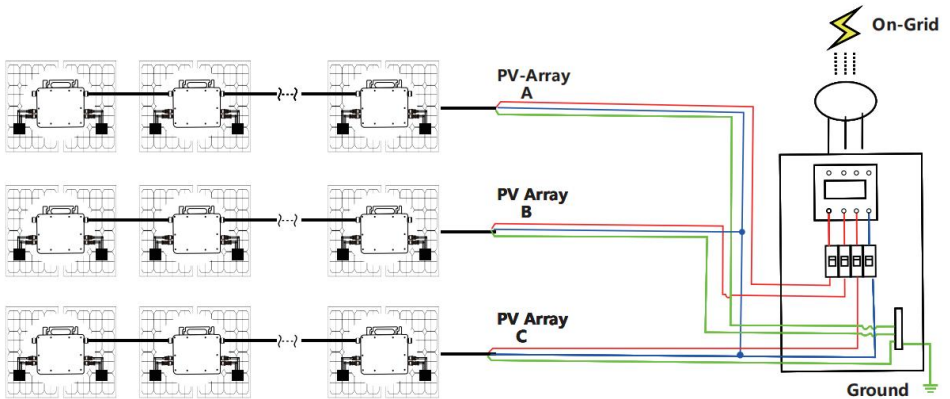 On-Grid
PV-Array
A
PV Array
B
PV Array
C
Ground